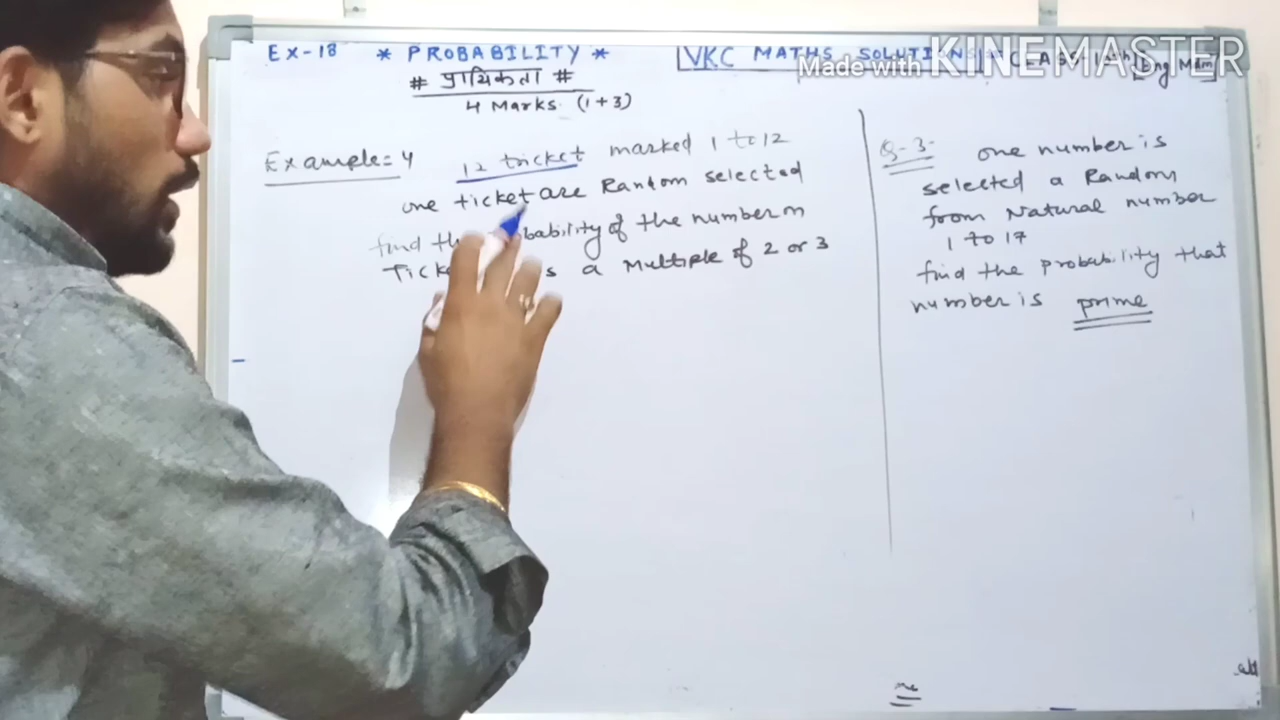 Ex-18 * PROBABILITY *
# प्रायिकता #
4 Marks (1+3)
VKC MATHS SOLUTIONS
Made with KINEMASTER
Eng Mdm
Example=4 12 tricket marked 1 to 12
one ticket are Random selected
find the probability of the number on
a Multiple of 2 or 3
Q-3- one number is
selected a Random
from Natural number
1 to 17
find the probability that
number is prime